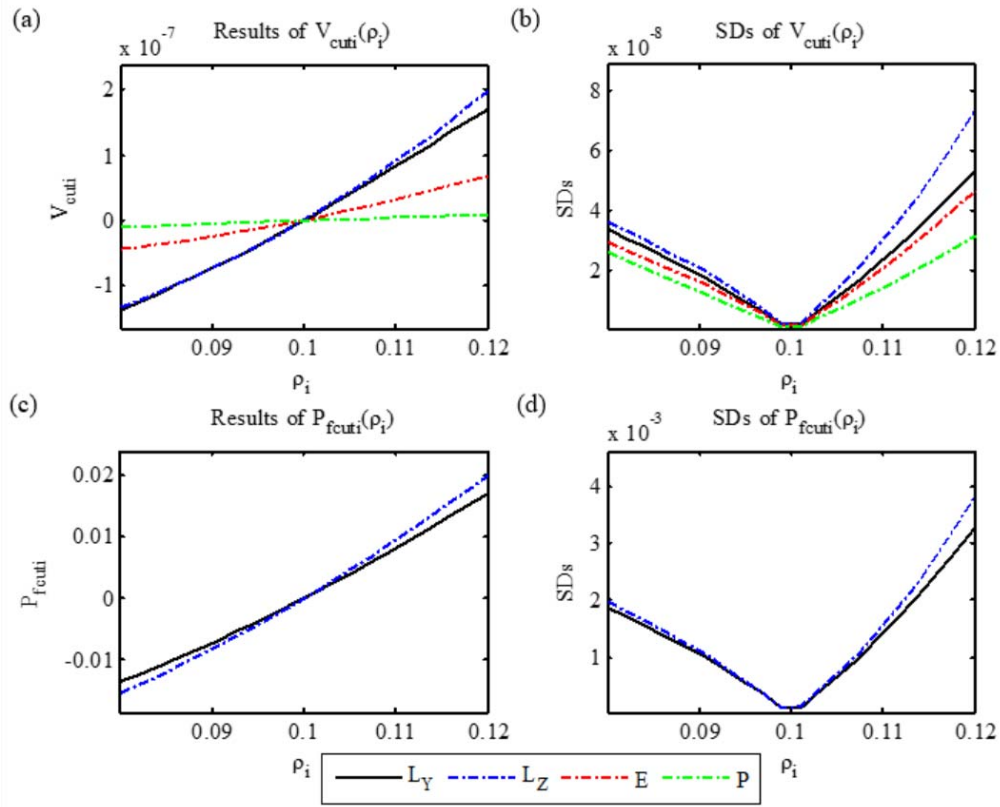 (a)
Results of V_cuti(ρ_i)
x 10^-7
2
1
0
-1
V_cuti
0.09 0.1 0.11 0.12
ρ_i
(b)
SDs of V_cuti(ρ_i)
x 10^-8
8
6
4
2
SDs
0.09 0.1 0.11 0.12
ρ_i
(c)
Results of P_fcuti(ρ_i)
0.02
0.01
0
-0.01
P_fcuti
0.09 0.1 0.11 0.12
ρ_i
(d)
SDs of P_fcuti(ρ_i)
x 10^-3
4
3
2
1
SDs
0.09 0.1 0.11 0.12
ρ_i
L_Y L_Z E P